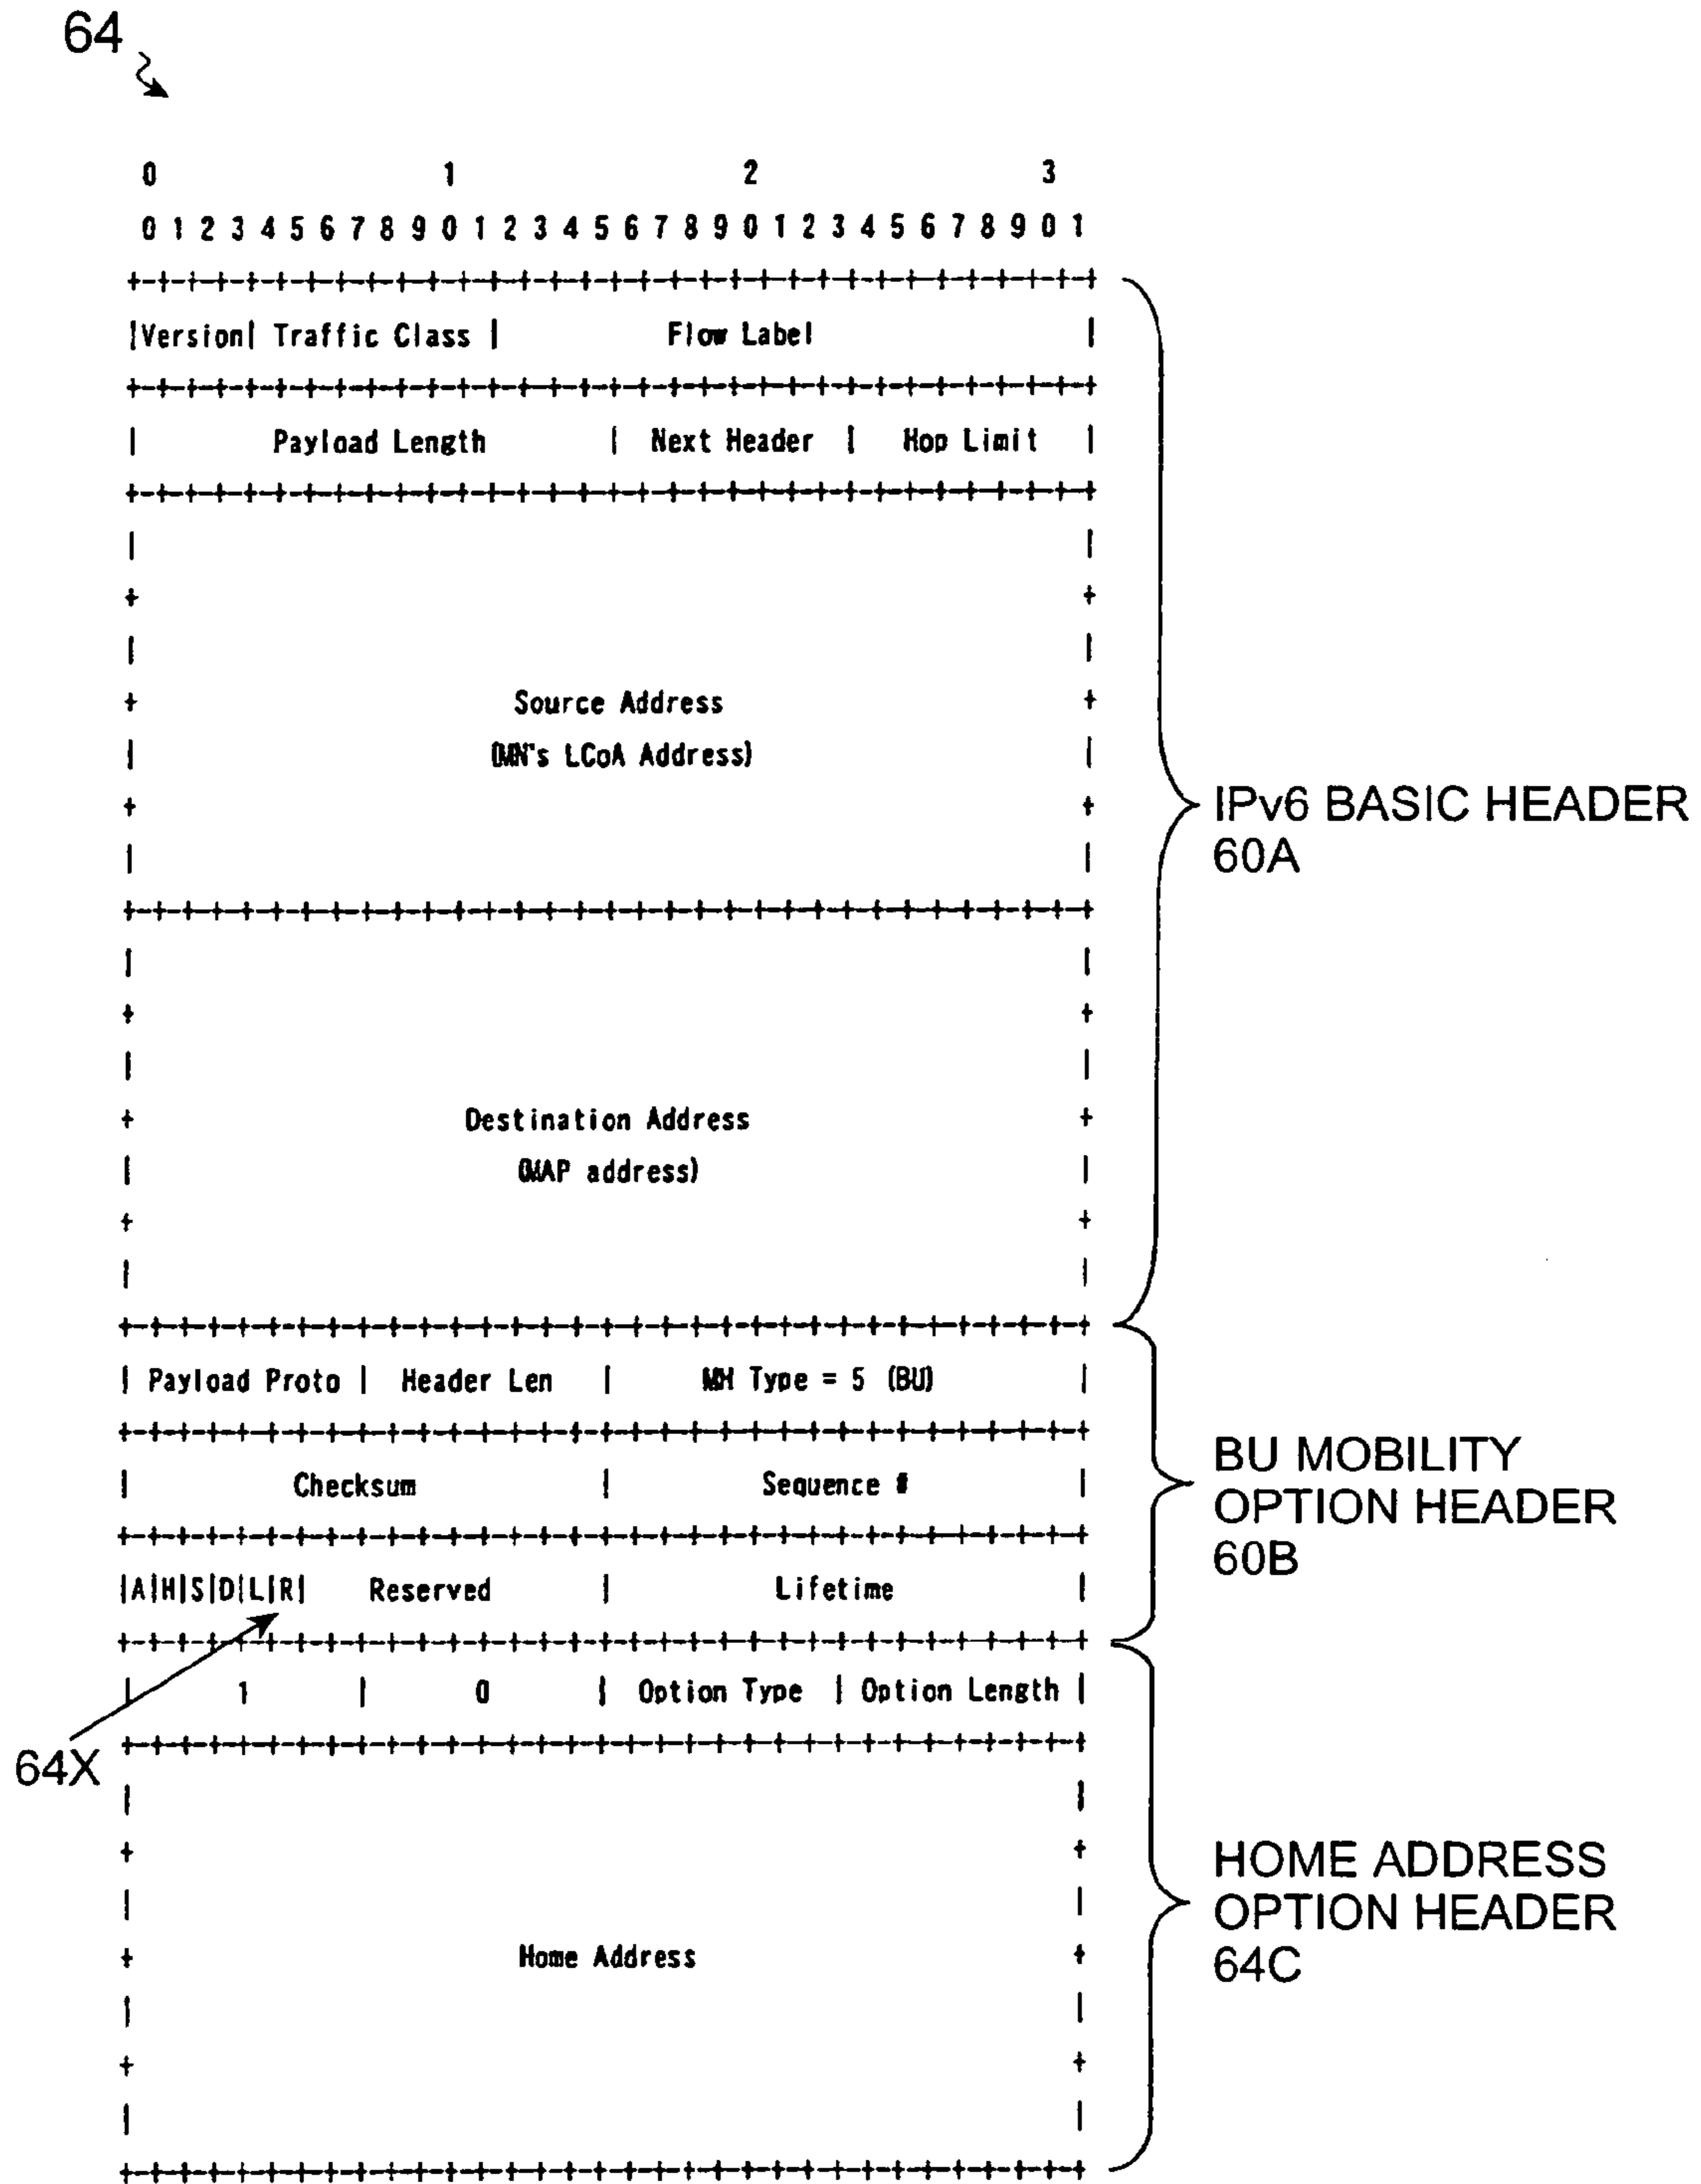 64
0 1 2 3
0 1 2 3 4 5 6 7 8 9 0 1 2 3 4 5 6 7 8 9 0 1 2 3 4 5 6 7 8 9 0 1
+-+-+-+-+-+-+-+-+-+-+-+-+-+-+-+-+-+-+-+-+-+-+-+-+-+-+-+-+-+-+-+-+
|Version| Traffic Class | Flow Label |
+-+-+-+-+-+-+-+-+-+-+-+-+-+-+-+-+-+-+-+-+-+-+-+-+-+-+-+-+-+-+-+-+
| Payload Length | Next Header | Hop Limit |
+-+-+-+-+-+-+-+-+-+-+-+-+-+-+-+-+-+-+-+-+-+-+-+-+-+-+-+-+-+-+-+-+
| |
+ +
| |
+ Source Address +
| (MN's LCoA Address) |
+ +
| |
IPv6 BASIC HEADER
60A
+-+-+-+-+-+-+-+-+-+-+-+-+-+-+-+-+-+-+-+-+-+-+-+-+-+-+-+-+-+-+-+-+
| |
+ +
| |
+ Destination Address +
| (MAP address) |
+ +
| |
+-+-+-+-+-+-+-+-+-+-+-+-+-+-+-+-+-+-+-+-+-+-+-+-+-+-+-+-+-+-+-+-+
| Payload Proto | Header Len | MH Type = 5 (BU) |
+-+-+-+-+-+-+-+-+-+-+-+-+-+-+-+-+-+-+-+-+-+-+-+-+-+-+-+-+-+-+-+-+
| Checksum | Sequence # |
+-+-+-+-+-+-+-+-+-+-+-+-+-+-+-+-+-+-+-+-+-+-+-+-+-+-+-+-+-+-+-+-+
|A|H|S|D|L|R| Reserved | Lifetime |
+-+-+-+-+-+-+-+-+-+-+-+-+-+-+-+-+-+-+-+-+-+-+-+-+-+-+-+-+-+-+-+-+
BU MOBILITY
OPTION HEADER
60B
| 1 | 0 | Option Type | Option Length |
64X
+-+-+-+-+-+-+-+-+-+-+-+-+-+-+-+-+-+-+-+-+-+-+-+-+-+-+-+-+-+-+-+-+
| |
+ +
| |
+ Home Address +
| |
+ +
| |
+-+-+-+-+-+-+-+-+-+-+-+-+-+-+-+-+-+-+-+-+-+-+-+-+-+-+-+-+-+-+-+-+
HOME ADDRESS
OPTION HEADER
64C